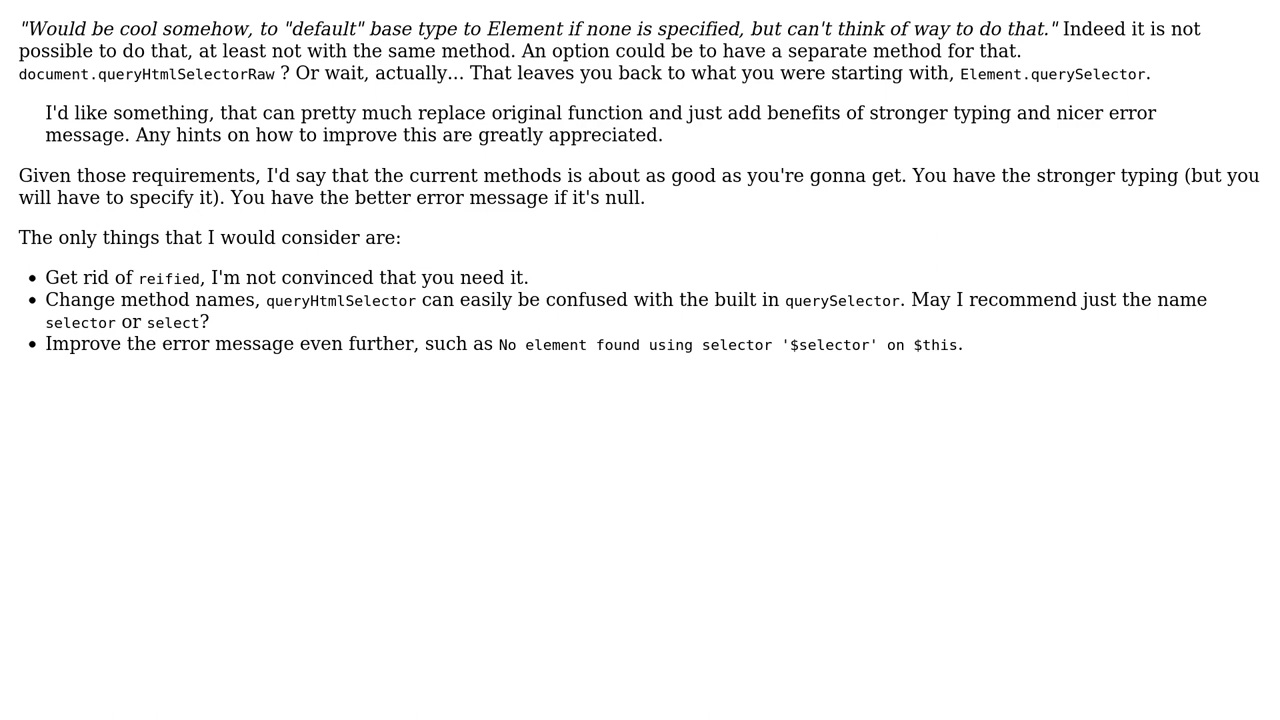 "Would be cool somehow, to "default" base type to Element if none is specified, but can't think of way to do that." Indeed it is not
possible to do that, at least not with the same method. An option could be to have a separate method for that.
document.queryHtmlSelectorRaw ? Or wait, actually... That leaves you back to what you were starting with, Element.querySelector.
I'd like something, that can pretty much replace original function and just add benefits of stronger typing and nicer error
message. Any hints on how to improve this are greatly appreciated.
Given those requirements, I'd say that the current methods is about as good as you're gonna get. You have the stronger typing (but you
will have to specify it). You have the better error message if it's null.
The only things that I would consider are:
• Get rid of reified, I'm not convinced that you need it.
• Change method names, queryHtmlSelector can easily be confused with the built in querySelector. May I recommend just the name
selector or select?
• Improve the error message even further, such as No element found using selector '$selector' on $this.